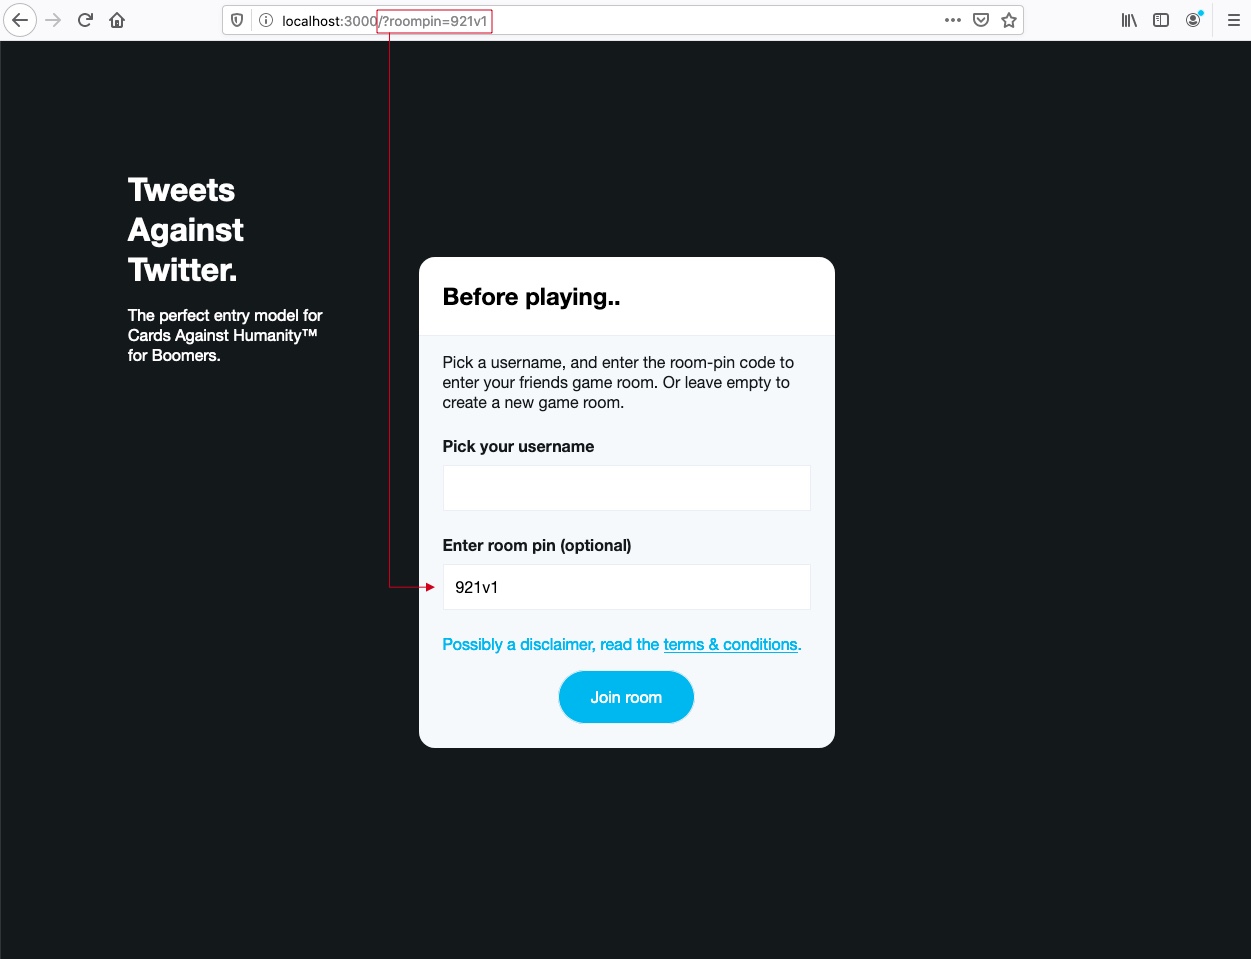 localhost:3000/?roompin=921v1
Tweets
Against
Twitter.
The perfect entry model for
Cards Against Humanity™
for Boomers.
Before playing..
Pick a username, and enter the room-pin code to
enter your friends game room. Or leave empty to
create a new game room.
Pick your username
Enter room pin (optional)
921v1
Possibly a disclaimer, read the terms & conditions.
Join room